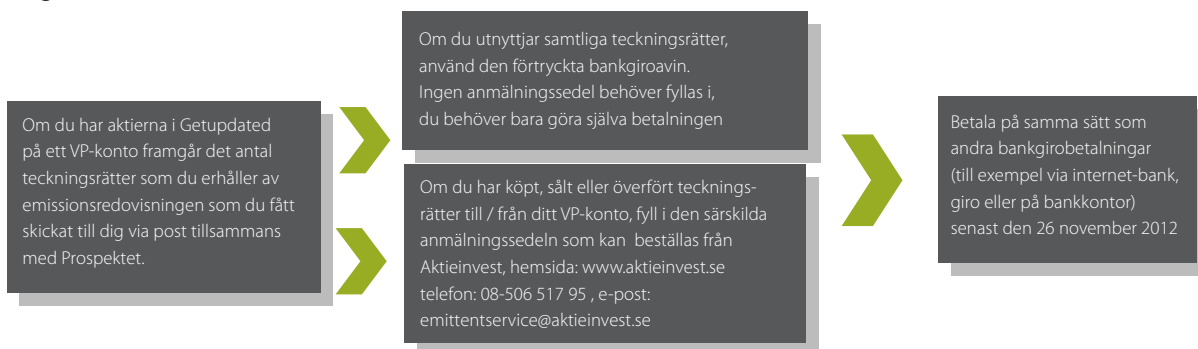 Om du har aktierna i Getupdated
på ett VP-konto framgår det antal
teckningsrätter som du erhåller av
emissionsredovisningen som du fått
skickat till dig via post tillsammans
med Prospektet.
Om du utnyttjar samtliga teckningsrätter,
använd den förtryckta bankgiroavin.
Ingen anmälningssedel behöver fyllas i,
du behöver bara göra själva betalningen
Om du har köpt, sålt eller överfört tecknings-
rätter till / från ditt VP-konto, fyll i den särskilda
anmälningssedeln som kan beställas från
Aktieinvest, hemsida: www.aktieinvest.se
telefon: 08-506 517 95 , e-post:
emittentservice@aktieinvest.se
Betala på samma sätt som
andra bankgirobetalningar
(till exempel via internet-bank,
giro eller på bankkontor)
senast den 26 november 2012